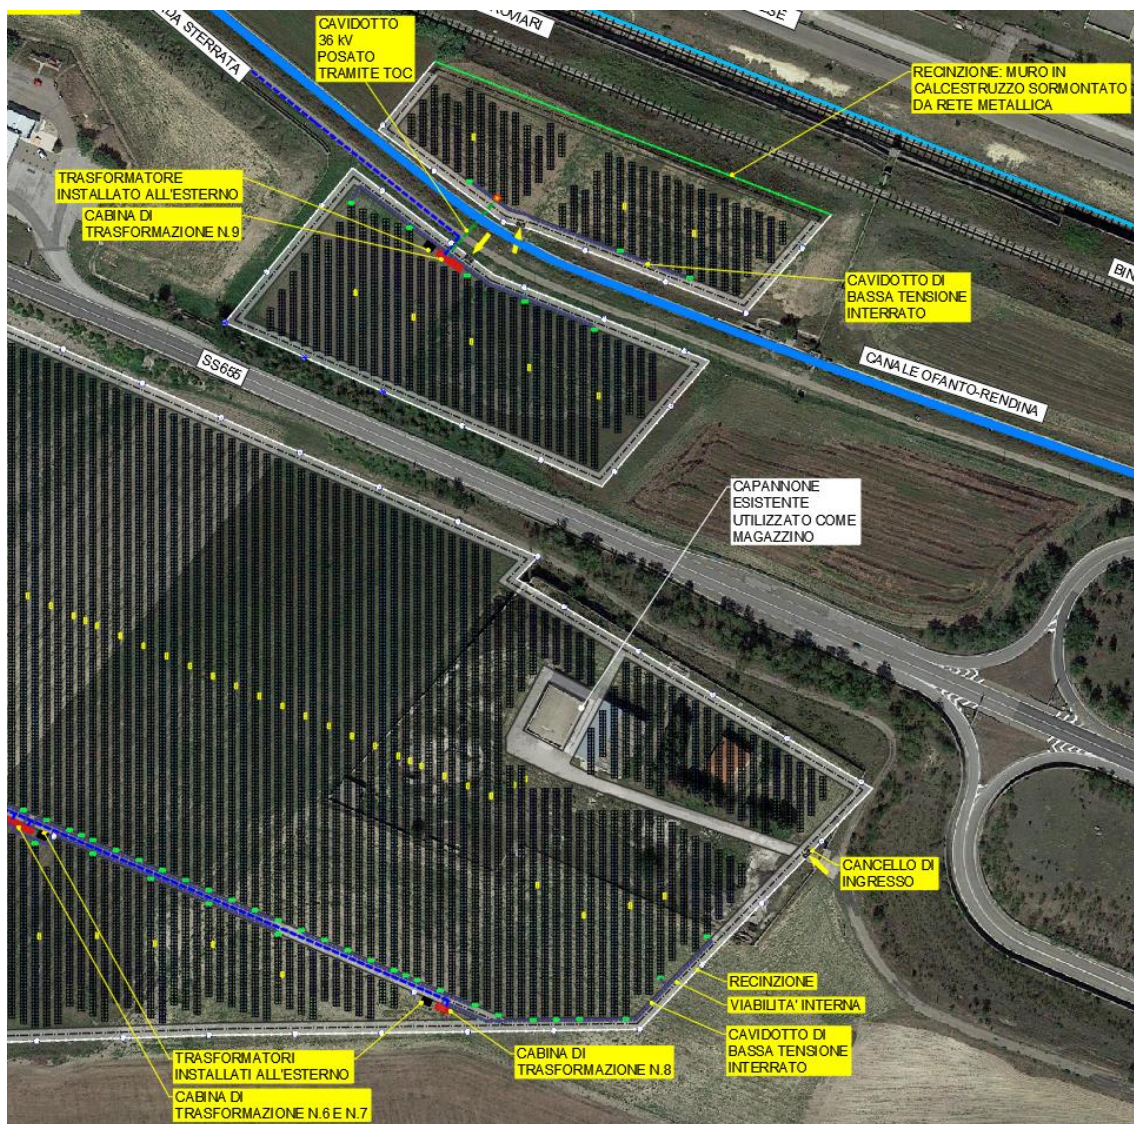 CAVIDOTTO
36 kV
POSATO
TRAMITE TOC
STERRATA
RECINZIONE: MURO IN
CALCESTRUZZO SORMONTATO
DA RETE METALLICA
TRASFORMATORE
INSTALLATO ALL'ESTERNO
CABINA DI
TRASFORMAZIONE N.9
CAVIDOTTO DI
BASSA TENSIONE
INTERRATO
SS655
CANALE OFANTO-RENDINA
CAPANNONE
ESISTENTE
UTILIZZATO COME
MAGAZZINO
CANCELLO DI
INGRESSO
RECINZIONE
VIABILITA' INTERNA
CAVIDOTTO DI
BASSA TENSIONE
INTERRATO
TRASFORMATORI
INSTALLATI ALL'ESTERNO
CABINA DI
TRASFORMAZIONE N.8
CABINA DI
TRASFORMAZIONE N.6 E N.7